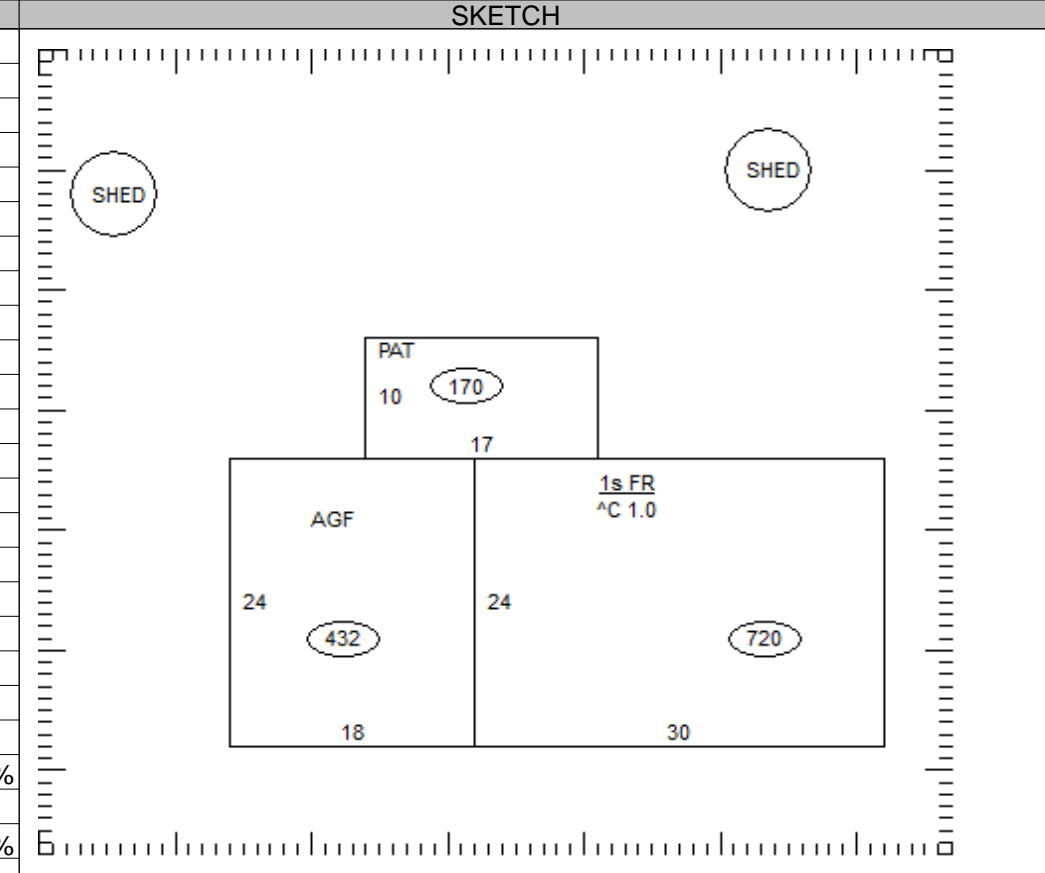 SKETCH
SHED
SHED
PAT
170
10
17
1s FR
^C 1.0
AGF
24
24
432
720
18
30
%
%